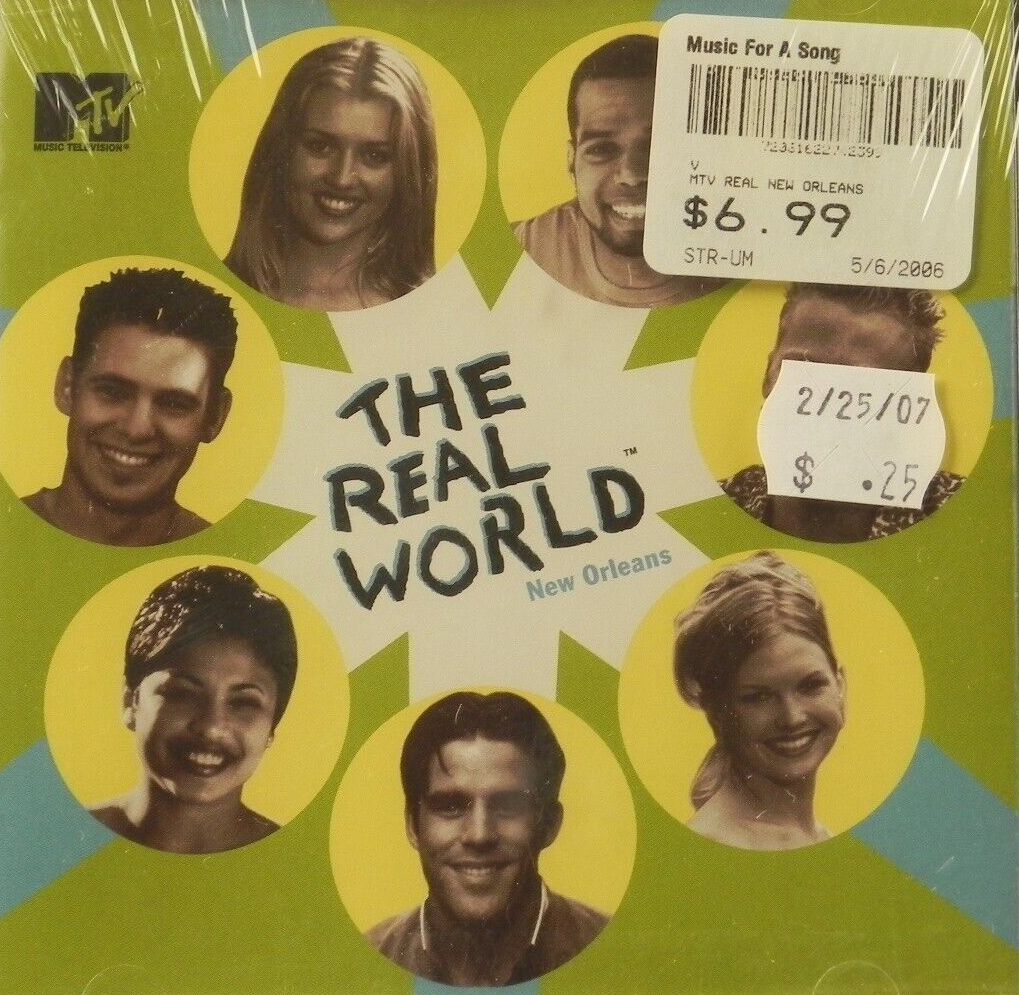 MTV
MUSIC TELEVISION®
Music For A Song
V
MTV REAL NEW ORLEANS
$6.99
STR-UM
5/6/2006
THE
REAL
WORLD™
New Orleans
2/25/07
$ .25